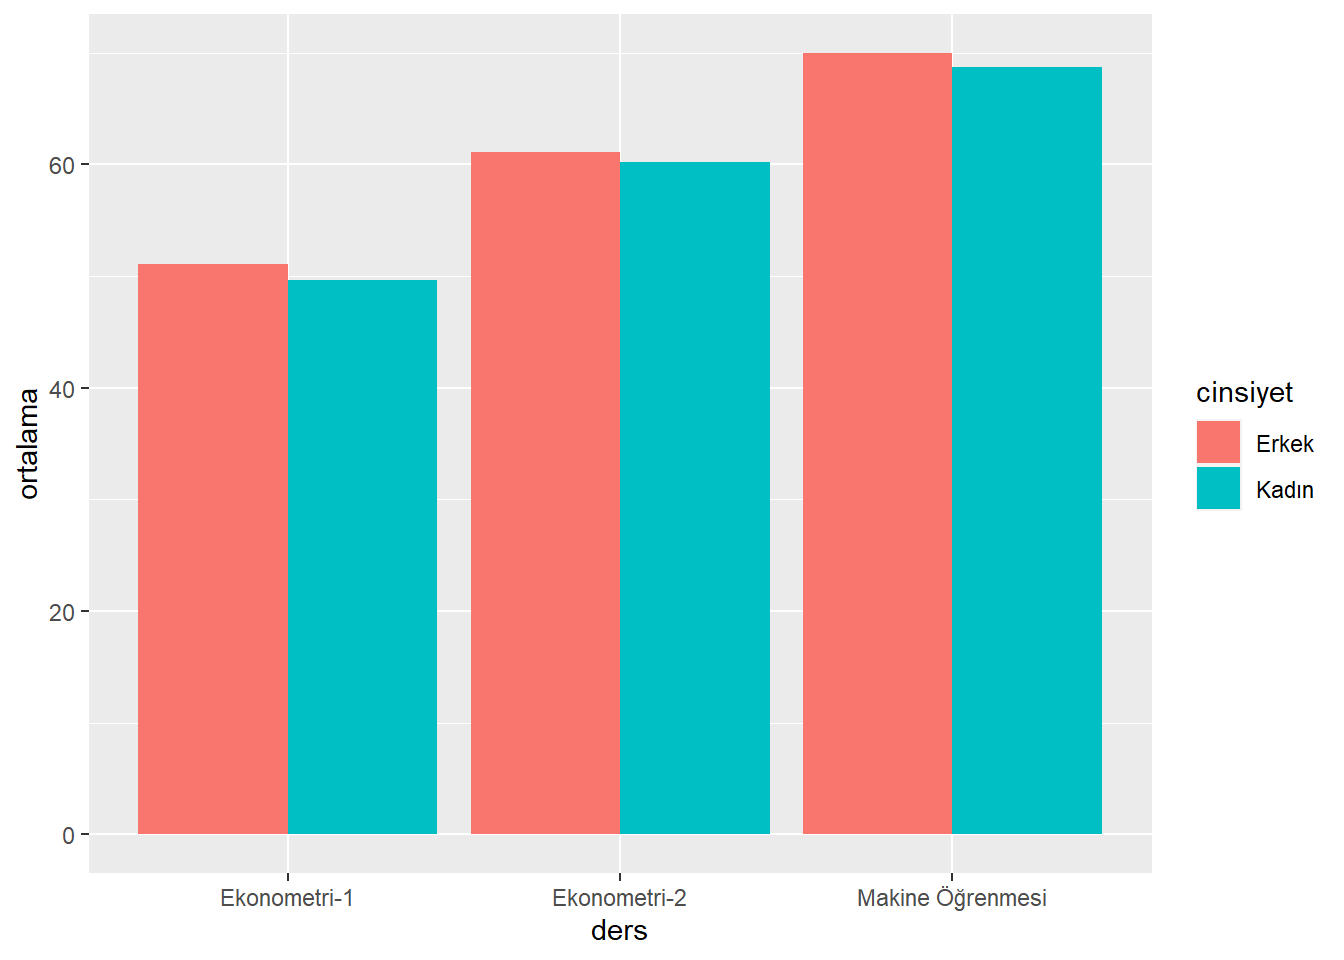 ortalama
60
40
20
0
Ekonometri-1 Ekonometri-2 Makine Öğrenmesi
ders
cinsiyet
Erkek
Kadın